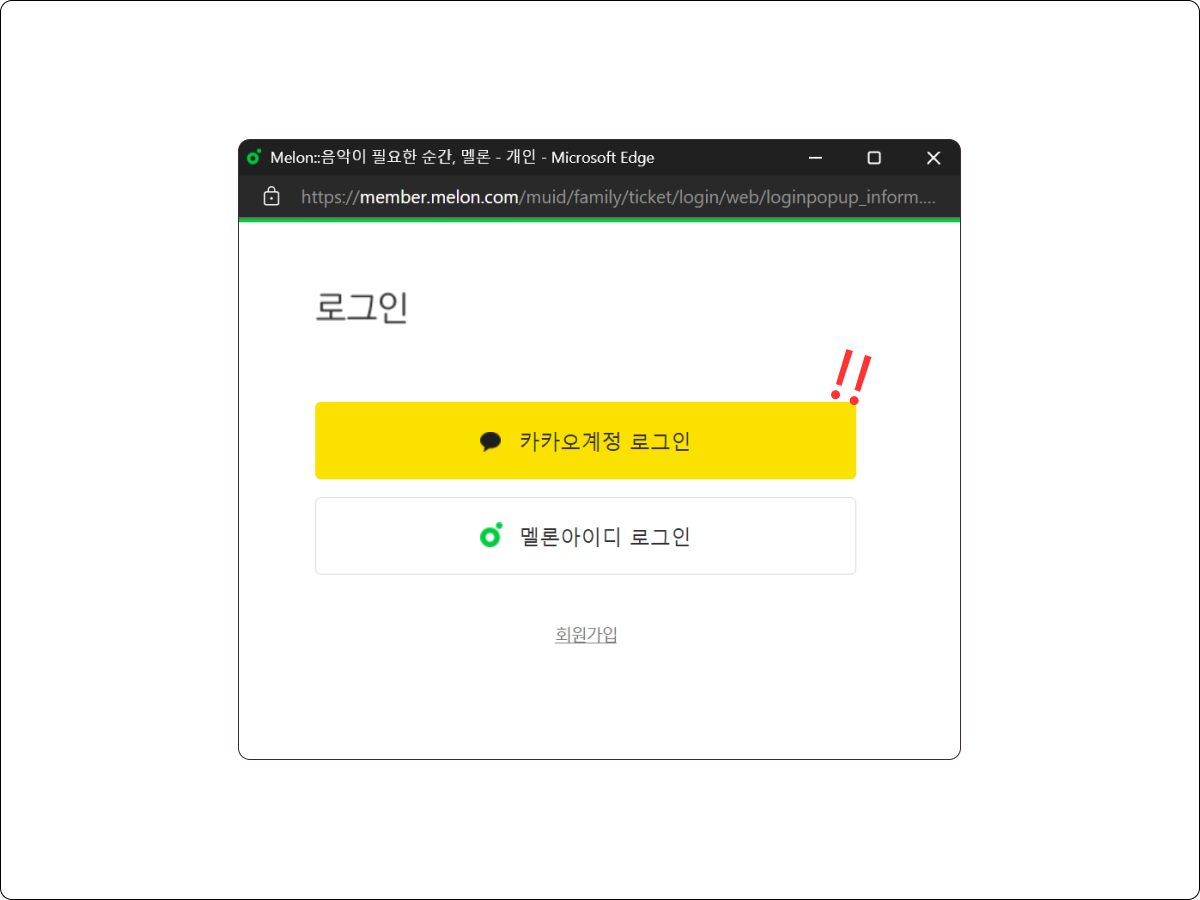 Melon::음악이 필요한 순간, 멜론 - 개인 - Microsoft Edge
https://member.melon.com/muid/family/ticket/login/web/loginpopup_inform....
로그인
!!
카카오계정 로그인
멜론아이디 로그인
회원가입